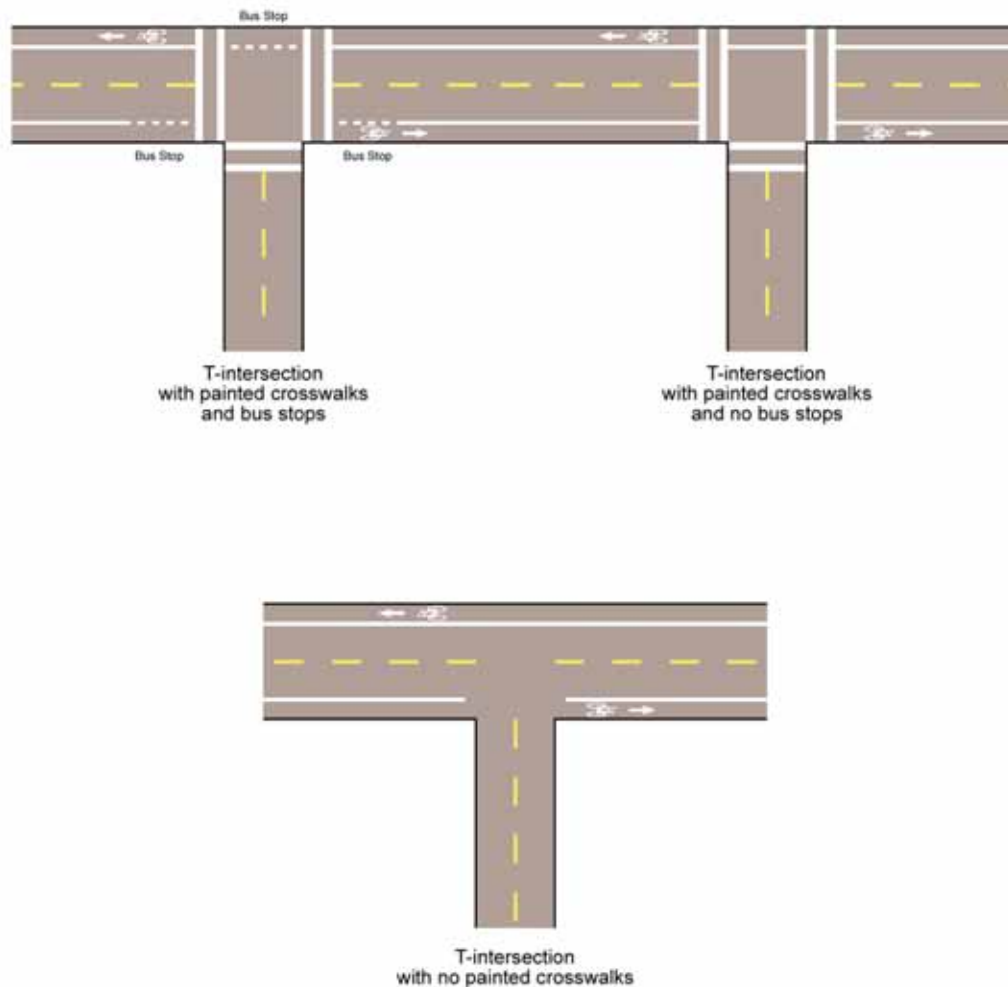 Bus Stop
Bus Stop
Bus Stop
T-intersection
with painted crosswalks
and bus stops
T-intersection
with painted crosswalks
and no bus stops
T-intersection
with no painted crosswalks